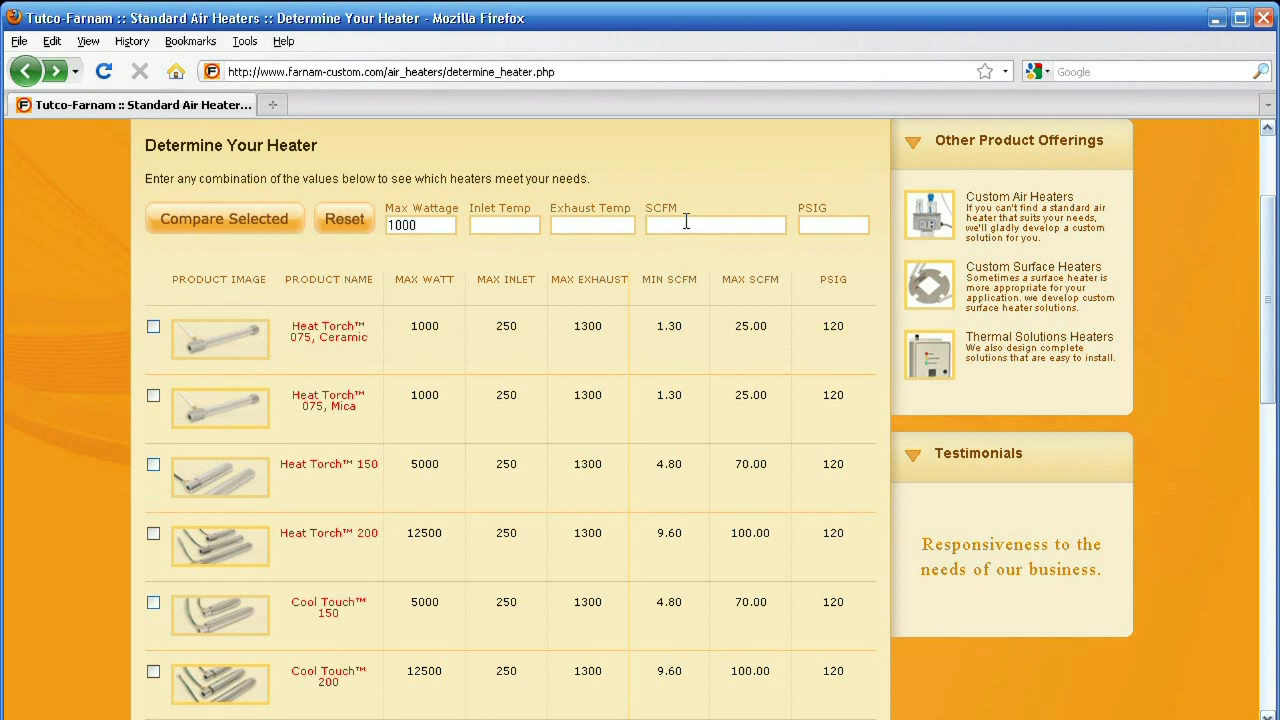 Tutco-Farnam :: Standard Air Heaters :: Determine Your Heater - Mozilla Firefox
File Edit View History Bookmarks Tools Help
http://www.farnam-custom.com/air_heaters/determine_heater.php
Google
Tutco-Farnam :: Standard Air Heater...
Determine Your Heater
Enter any combination of the values below to see which heaters meet your needs.
Compare Selected
Reset
Max Wattage Inlet Temp Exhaust Temp SCFM PSIG
1000
PRODUCT IMAGE PRODUCT NAME MAX WATT MAX INLET MAX EXHAUST MIN SCFM MAX SCFM PSIG
Heat Torch™ 1000 250 1300 1.30 25.00 120
075, Ceramic
Heat Torch™ 1000 250 1300 1.30 25.00 120
075, Mica
Heat Torch™ 150 5000 250 1300 4.80 70.00 120
Heat Torch™ 200 12500 250 1300 9.60 100.00 120
Cool Touch™ 5000 250 1300 4.80 70.00 120
150
Cool Touch™ 12500 250 1300 9.60 100.00 120
200
Other Product Offerings
Custom Air Heaters
If you can't find a standard air
heater that suits your needs,
we'll gladly develop a custom
solution for you.
Custom Surface Heaters
Sometimes a surface heater is
more appropriate for your
application. we develop custom
surface heater solutions.
Thermal Solutions Heaters
We also design complete
solutions that are easy to install.
Testimonials
Responsiveness to the
needs of our business.